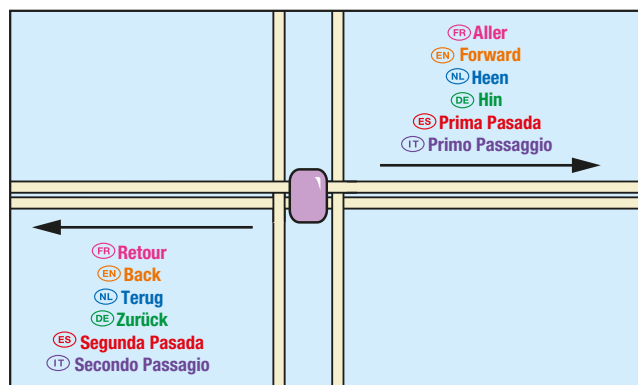 FR Aller
EN Forward
NL Heen
DE Hin
ES Prima Pasada
IT Primo Passaggio
FR Retour
EN Back
NL Terug
DE Zurück
ES Segunda Pasada
IT Secondo Passagio